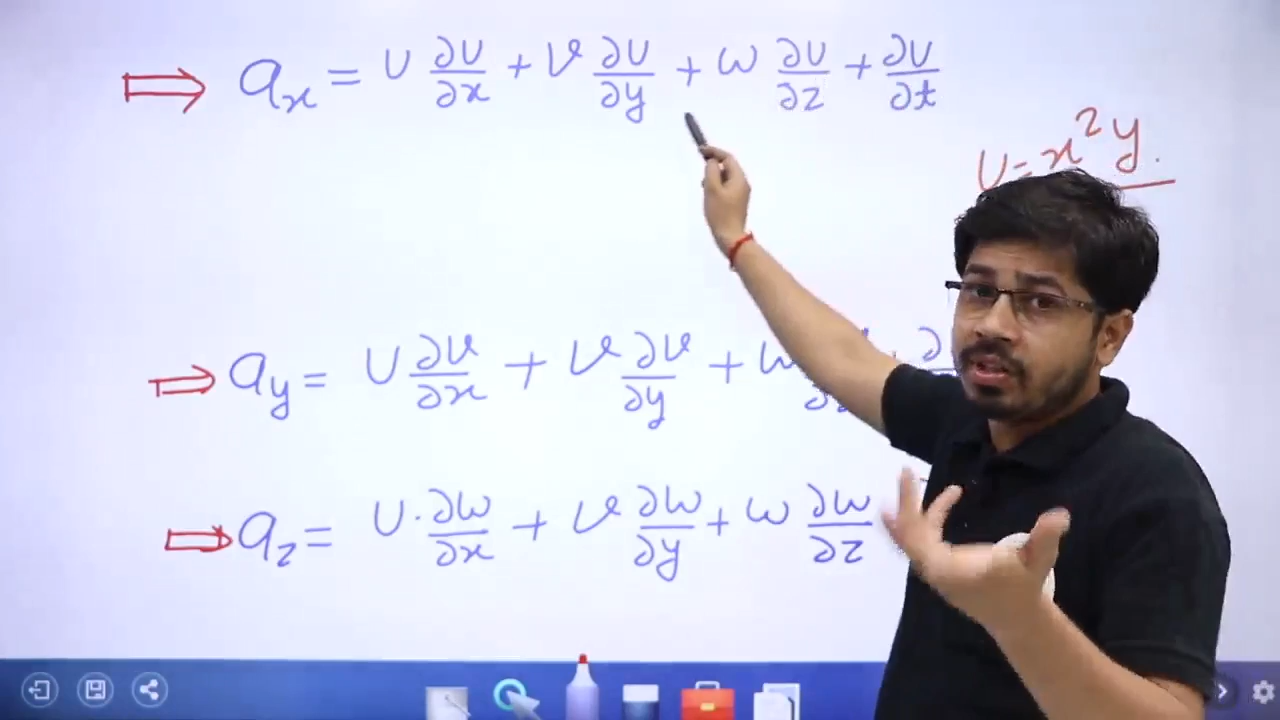 ⇒ aₓ = U ∂U/∂x + v ∂U/∂y + ω ∂U/∂z + ∂U/∂t
U = x²y.
⇒ a_y = U ∂v/∂x + v ∂v/∂y + ω
⇒ a_z = U·∂ω/∂x + v ∂ω/∂y + ω ∂ω/∂z